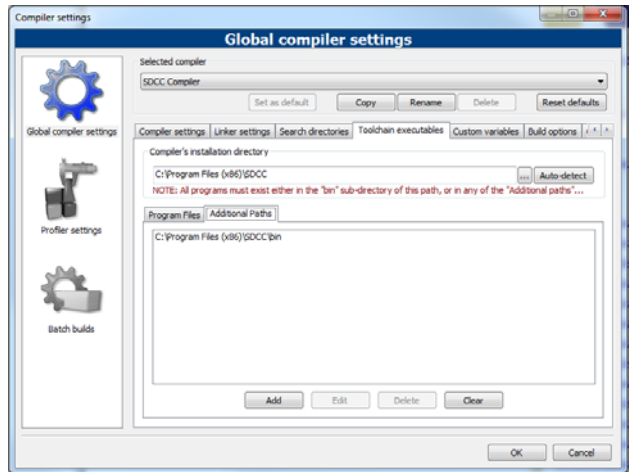 Compiler settings
Global compiler settings
Selected compiler
SDCC Compiler
Set as default Copy Rename Delete Reset defaults
Global compiler settings
Compiler settings Linker settings Search directories Toolchain executables Custom variables Build options
Compiler's installation directory
C:\Program Files (x86)\SDCC ... Auto-detect
NOTE: All programs must exist either in the "bin" sub-directory of this path, or in any of the "Additional paths"...
Program Files Additional Paths
C:\Program Files (x86)\SDCC\bin
Profiler settings
Batch builds
Add Edit Delete Clear
OK Cancel